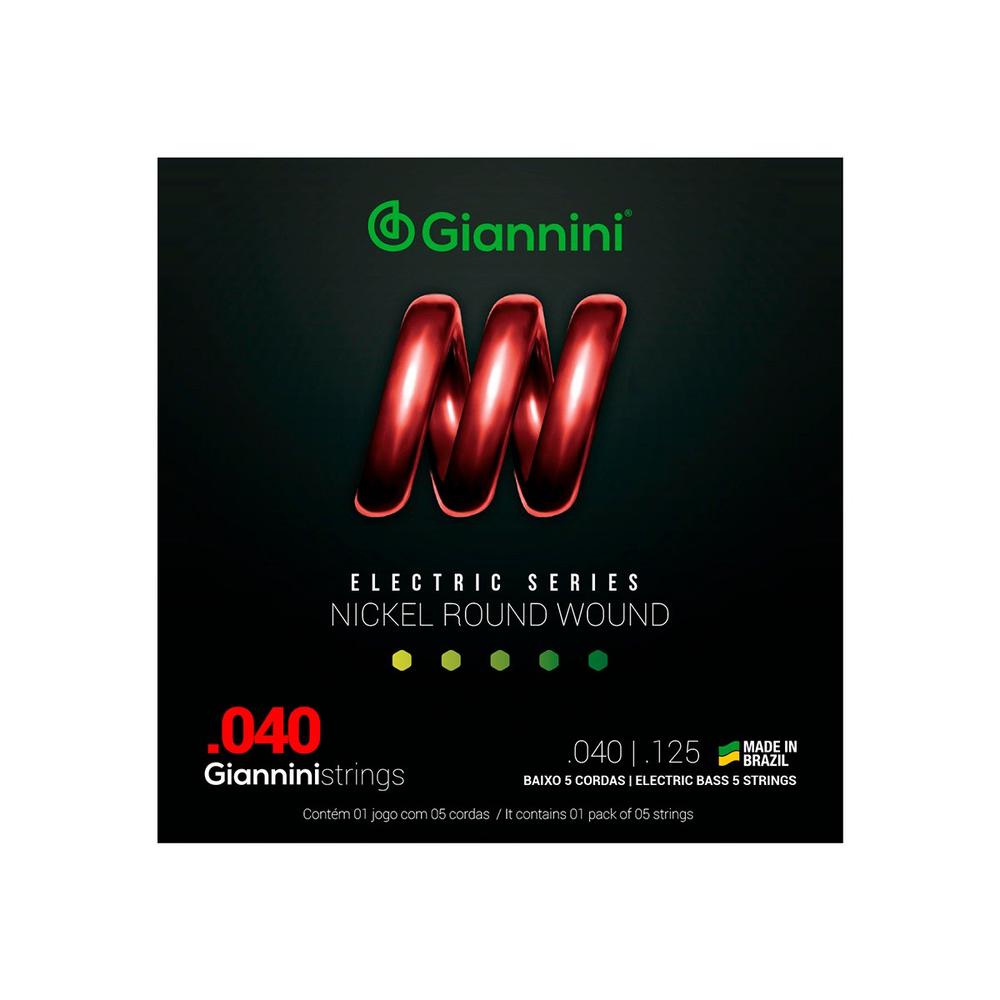 Giannini®
ELECTRIC SERIES
NICKEL ROUND WOUND
.040
Gianninistrings
.040 | .125
MADE IN
BRAZIL
BAIXO 5 CORDAS | ELECTRIC BASS 5 STRINGS
Contém 01 jogo com 05 cordas / It contains 01 pack of 05 strings